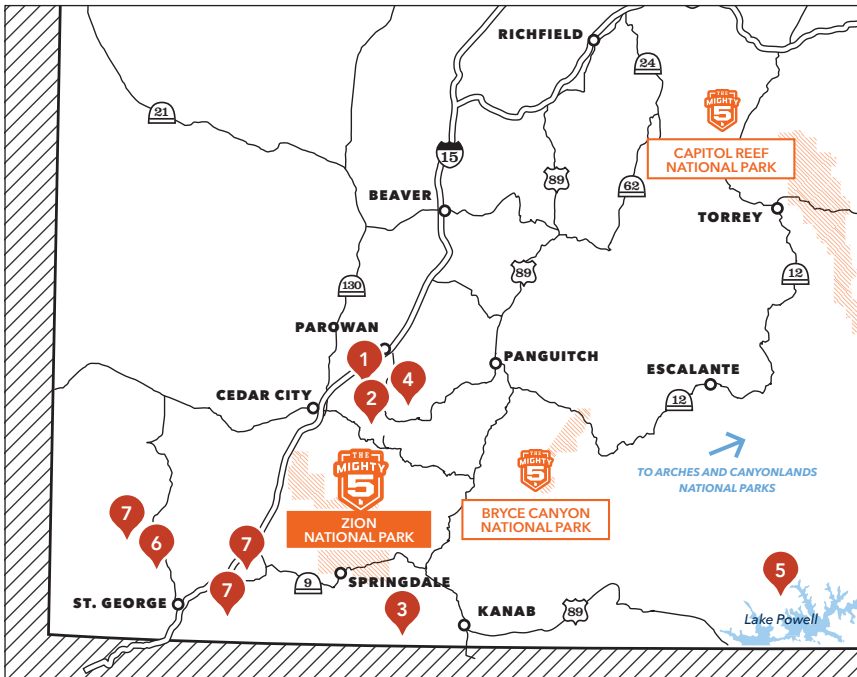 RICHFIELD
24
21
THE
MIGHTY
5
CAPITOL REEF
NATIONAL PARK
15
89
62
BEAVER
TORREY
89
12
130
PAROWAN
1
PANGUITCH
4
ESCALANTE
CEDAR CITY
2
12
THE
MIGHTY
5
THE
MIGHTY
5
TO ARCHES AND CANYONLANDS
NATIONAL PARKS
7
ZION
NATIONAL PARK
BRYCE CANYON
NATIONAL PARK
6
7
9
SPRINGDALE
5
7
ST. GEORGE
3
KANAB
89
Lake Powell